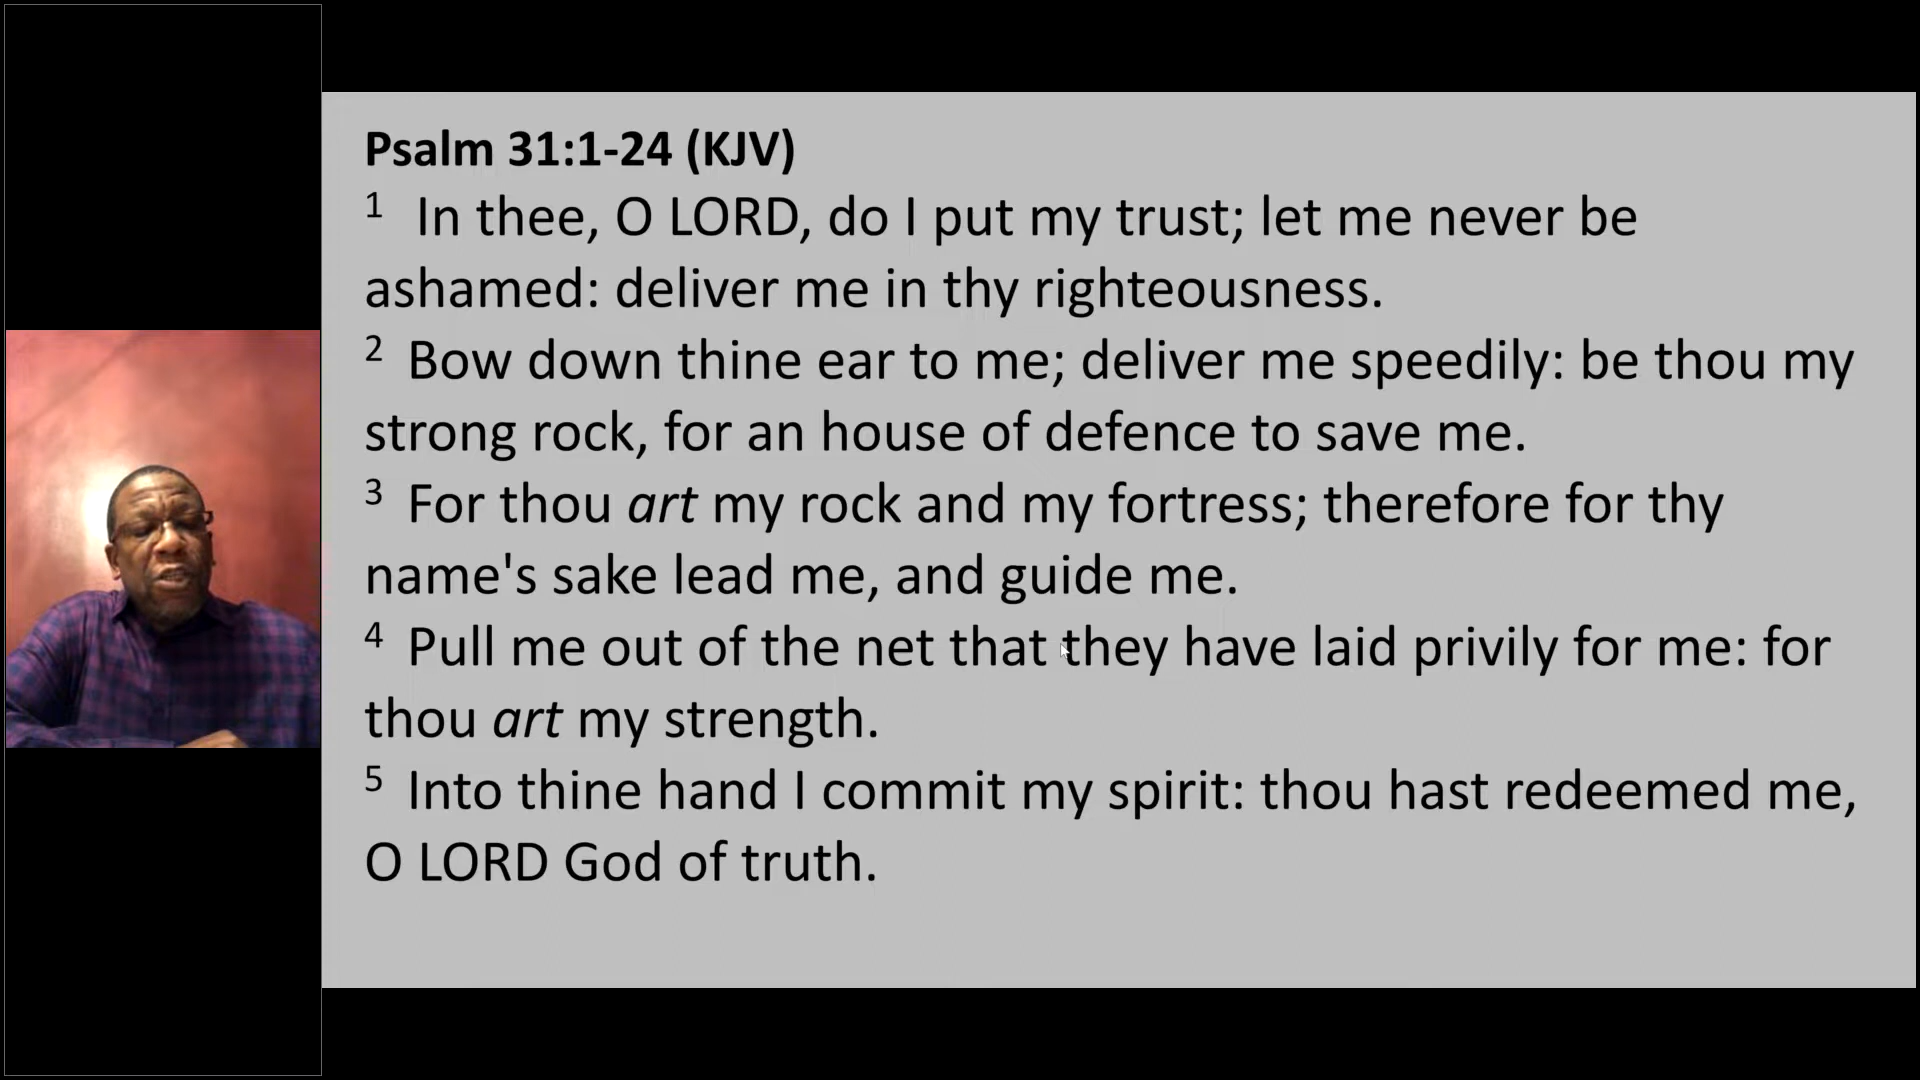 Psalm 31:1-24 (KJV)
1 In thee, O LORD, do I put my trust; let me never be
ashamed: deliver me in thy righteousness.
2 Bow down thine ear to me; deliver me speedily: be thou my
strong rock, for an house of defence to save me.
3 For thou art my rock and my fortress; therefore for thy
name's sake lead me, and guide me.
4 Pull me out of the net that they have laid privily for me: for
thou art my strength.
5 Into thine hand I commit my spirit: thou hast redeemed me,
O LORD God of truth.